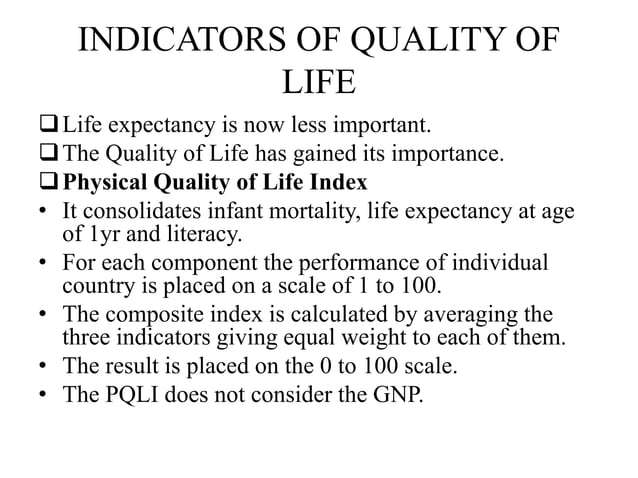 INDICATORS OF QUALITY OF
LIFE
❑Life expectancy is now less important.
❑The Quality of Life has gained its importance.
❑Physical Quality of Life Index
• It consolidates infant mortality, life expectancy at age
of 1yr and literacy.
• For each component the performance of individual
country is placed on a scale of 1 to 100.
• The composite index is calculated by averaging the
three indicators giving equal weight to each of them.
• The result is placed on the 0 to 100 scale.
• The PQLI does not consider the GNP.